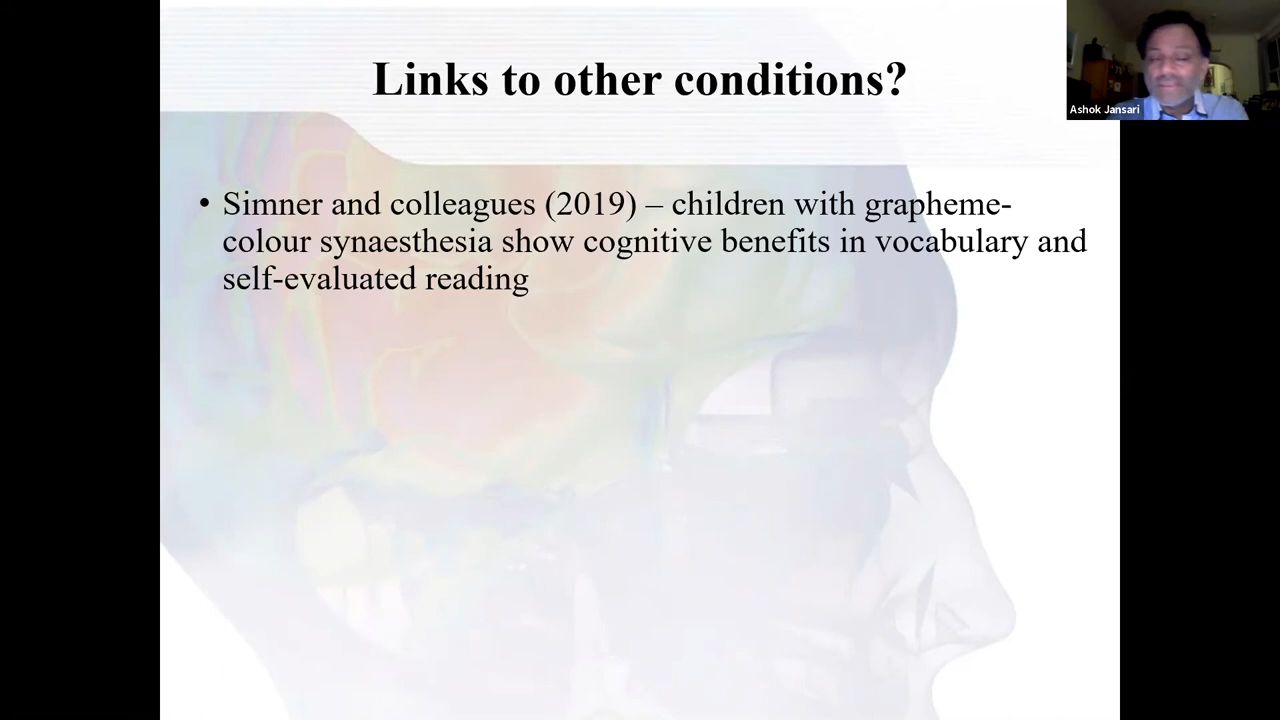 Links to other conditions?
Ashok Jansari
• Simner and colleagues (2019) – children with grapheme-
colour synaesthesia show cognitive benefits in vocabulary and
self-evaluated reading